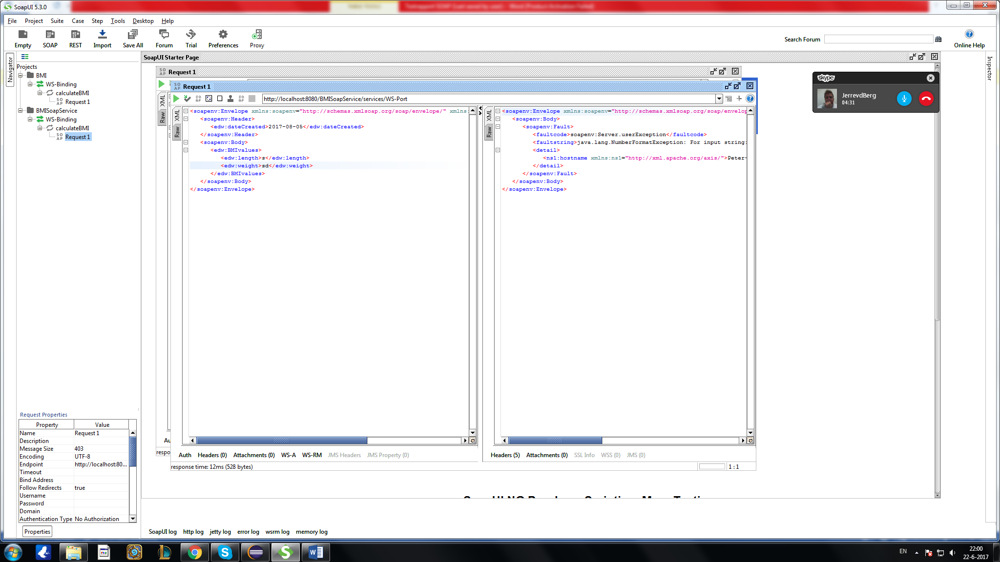 SoapUI 5.3.0
File Project Suite Case Step Tools Desktop Help
Empty SOAP REST Import Save All Forum Trial Preferences Proxy
Search Forum
Online Help
Navigator
Projects
BMI
WS-Binding
calculateBMI
Request 1
BMISoapService
WS-Binding
calculateBMI
Request 1
SoapUI Starter Page
Inspector
Request 1
XML
Raw
Request 1
http://localhost:8080/BMISoapService/services/WS-Port
XML
Raw
<soapenv:Envelope xmlns:soapenv="http://schemas.xmlsoap.org/soap/envelope/" xmlns:
<soapenv:Header>
<edw:dateCreated>2017-08-05</edw:dateCreated>
</soapenv:Header>
<soapenv:Body>
<edw:BMIvalues>
<edw:length>s</edw:length>
<edw:weight>sd</edw:weight>
</edw:BMIvalues>
</soapenv:Body>
</soapenv:Envelope>
XML
Raw
<soapenv:Envelope xmlns:soapenv="http://schemas.xmlsoap.org/soap/envelop
<soapenv:Body>
<soapenv:Fault>
<faultcode>soapenv:Server.userException</faultcode>
<faultstring>java.lang.NumberFormatException: For input string:
<detail>
<ns1:hostname xmlns:ns1="http://xml.apache.org/axis/">Peter-
</detail>
</soapenv:Fault>
</soapenv:Body>
</soapenv:Envelope>
skype
JerrevdBerg
04:31
Au
respo
Auth Headers (0) Attachments (0) WS-A WS-RM JMS Headers JMS Property (0)
Headers (5) Attachments (0) SSL Info WSS (0) JMS (0)
response time: 12ms (528 bytes)
1 : 1
Request Properties
Property Value
Name Request 1
Description
Message Size 403
Encoding UTF-8
Endpoint http://localhost:80...
Timeout
Bind Address
Follow Redirects true
Username
Password
Domain
Authentication Type No Authorization
Properties
SoapUI log http log jetty log error log wsrm log memory log
EN
22:00
22-6-2017